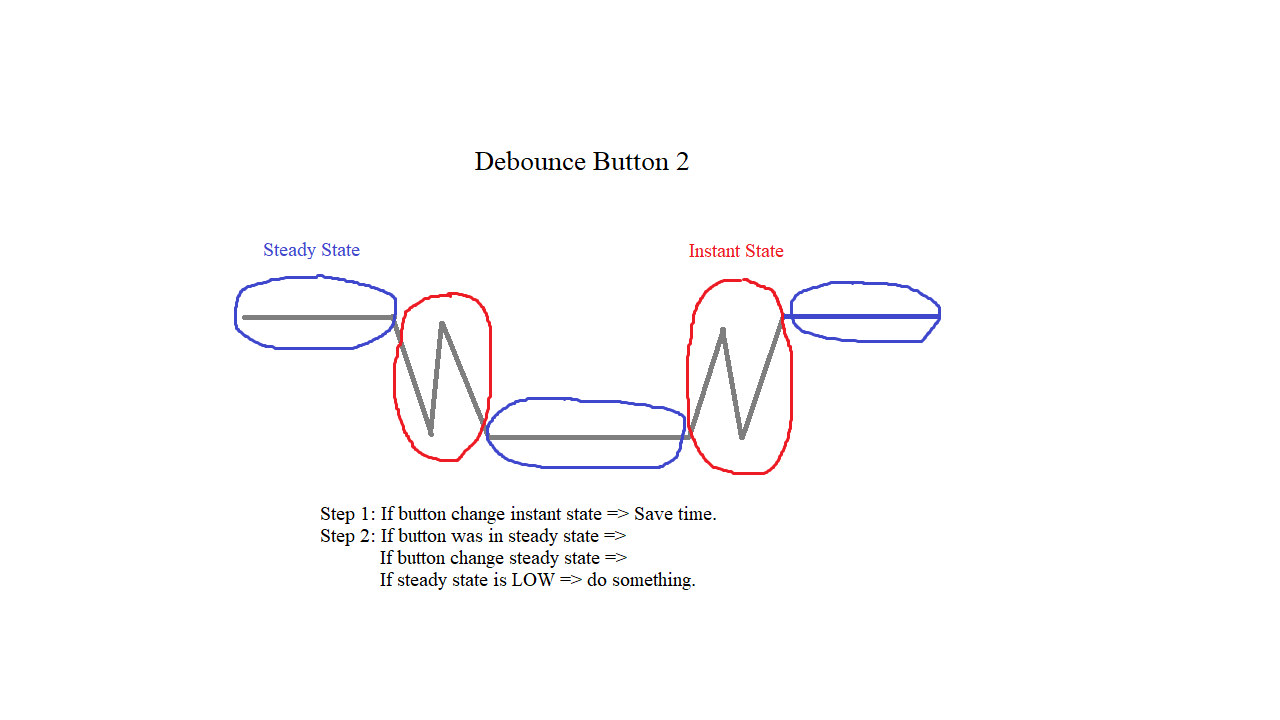 Debounce Button 2
Steady State
Instant State
Step 1: If button change instant state => Save time.
Step 2: If button was in steady state =>
If button change steady state =>
If steady state is LOW => do something.